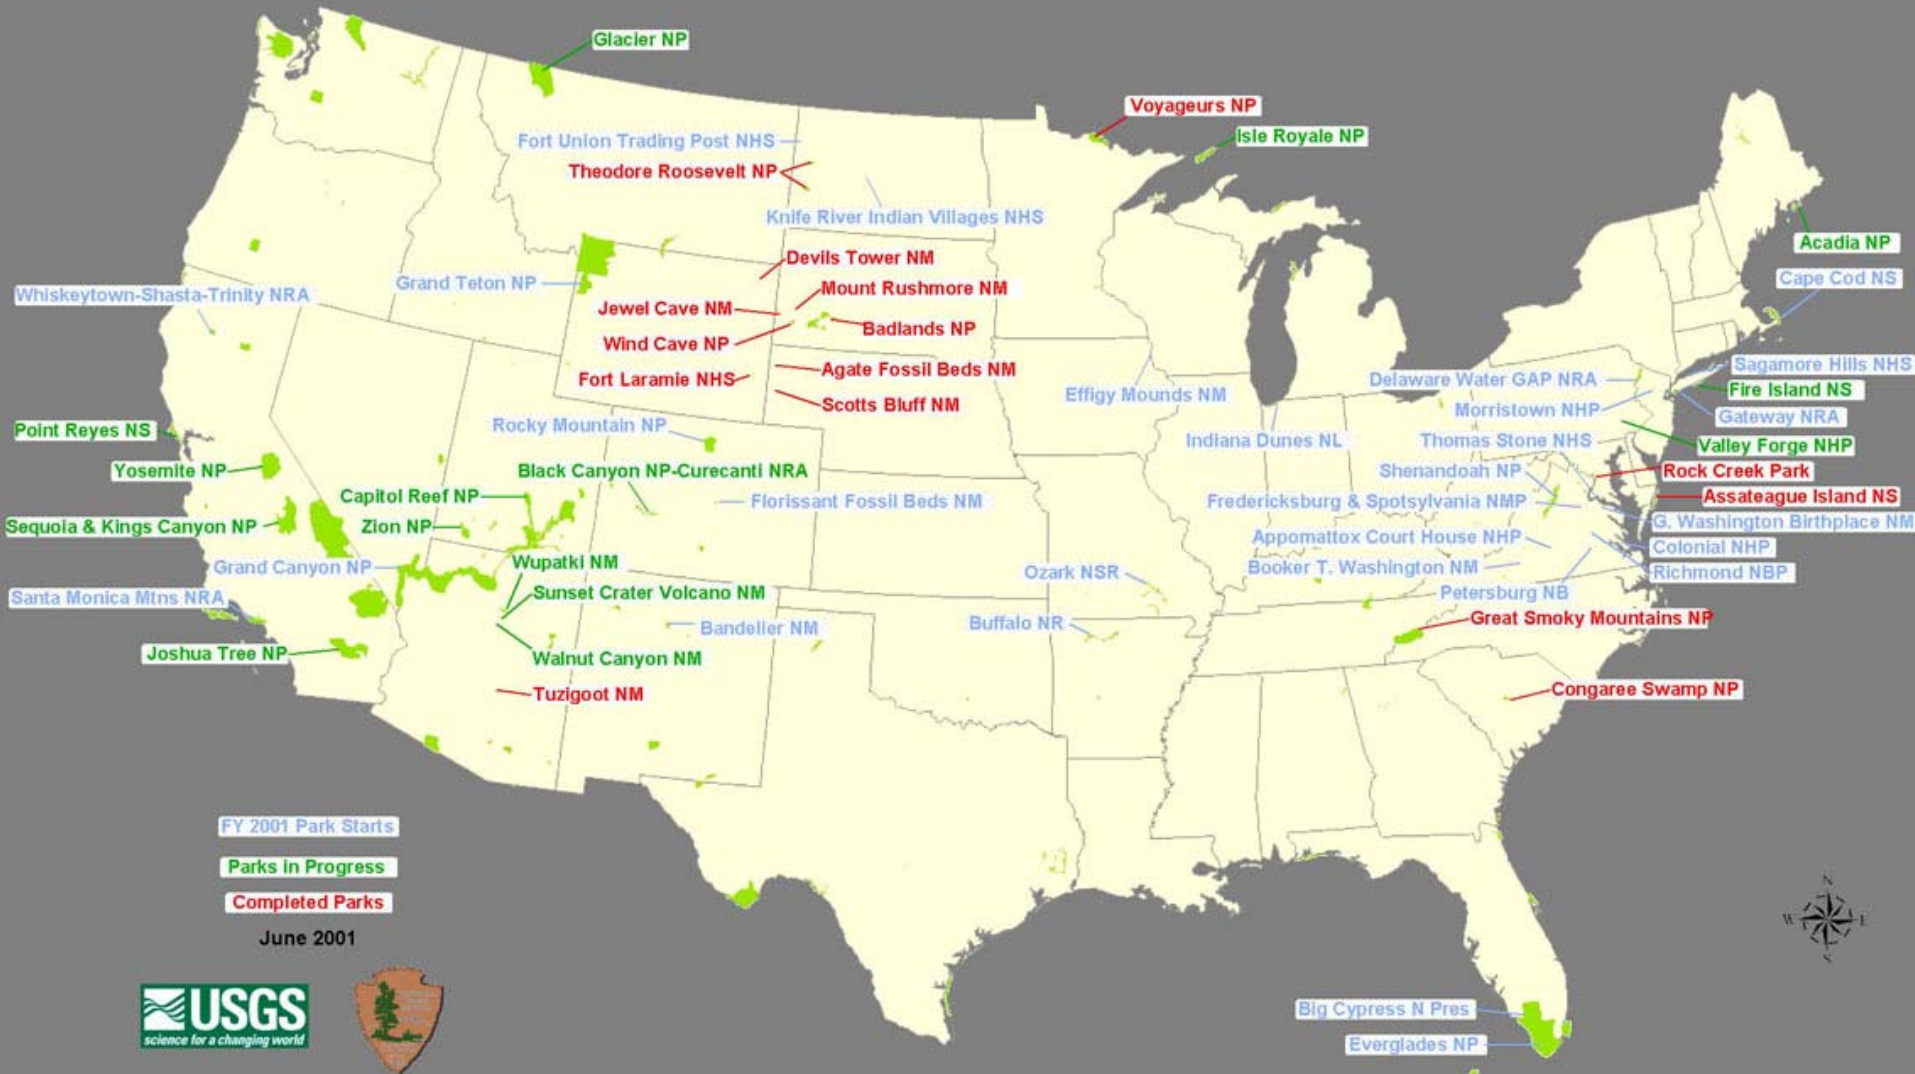 Glacier NP
Voyageurs NP
Isle Royale NP
Fort Union Trading Post NHS
Theodore Roosevelt NP
Knife River Indian Villages NHS
Acadia NP
Devils Tower NM
Cape Cod NS
Grand Teton NP
Mount Rushmore NM
Whiskeytown-Shasta-Trinity NRA
Jewel Cave NM
Badlands NP
Wind Cave NP
Sagamore Hills NHS
Agate Fossil Beds NM
Fort Laramie NHS
Delaware Water GAP NRA
Fire Island NS
Effigy Mounds NM
Scotts Bluff NM
Morristown NHP
Gateway NRA
Rocky Mountain NP
Point Reyes NS
Indiana Dunes NL
Thomas Stone NHS
Valley Forge NHP
Yosemite NP
Black Canyon NP-Curecanti NRA
Shenandoah NP
Rock Creek Park
Capitol Reef NP
Florissant Fossil Beds NM
Fredericksburg & Spotsylvania NMP
Assateague Island NS
Sequoia & Kings Canyon NP
Zion NP
G. Washington Birthplace NM
Appomattox Court House NHP
Colonial NHP
Wupatki NM
Grand Canyon NP
Booker T. Washington NM
Ozark NSR
Richmond NBP
Sunset Crater Volcano NM
Petersburg NB
Santa Monica Mtns NRA
Great Smoky Mountains NP
Buffalo NR
Bandelier NM
Joshua Tree NP
Walnut Canyon NM
Tuzigoot NM
Congaree Swamp NP
FY 2001 Park Starts
Parks in Progress
Completed Parks
June 2001
N
W
E
S
USGS
science for a changing world
Big Cypress N Pres
Everglades NP